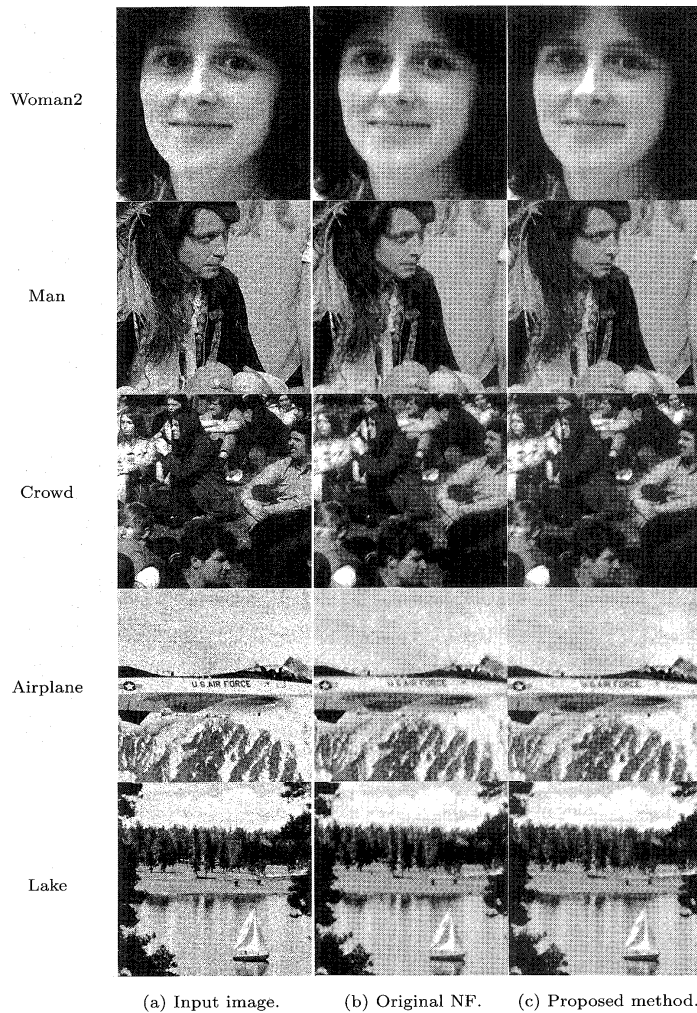 Woman2
Man
Crowd
Airplane
U.S. AIR FORCE
U.S. AIR FORCE
U.S. AIR FORCE
Lake
(a) Input image.
(b) Original NF.
(c) Proposed method.